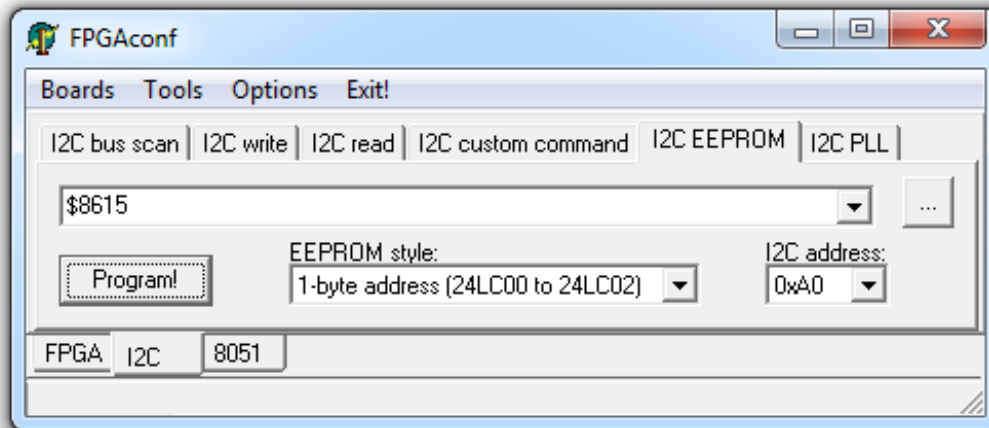 FPGAconf
Boards Tools Options Exit!
I2C bus scan I2C write I2C read I2C custom command I2C EEPROM I2C PLL
$8615 ...
EEPROM style: I2C address:
Program! 1-byte address (24LC00 to 24LC02) 0xA0
FPGA I2C 8051